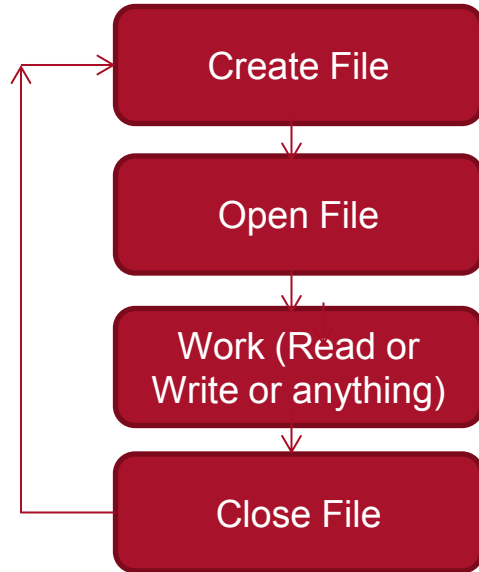 Create File
Open File
Work (Read or
Write or anything)
Close File